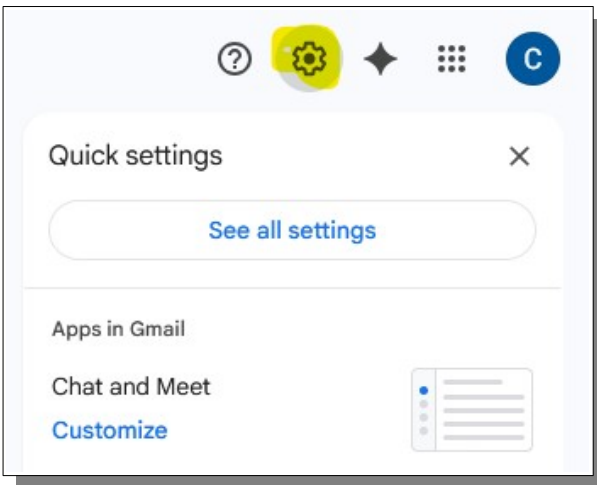 C
Quick settings
See all settings
Apps in Gmail
Chat and Meet
Customize